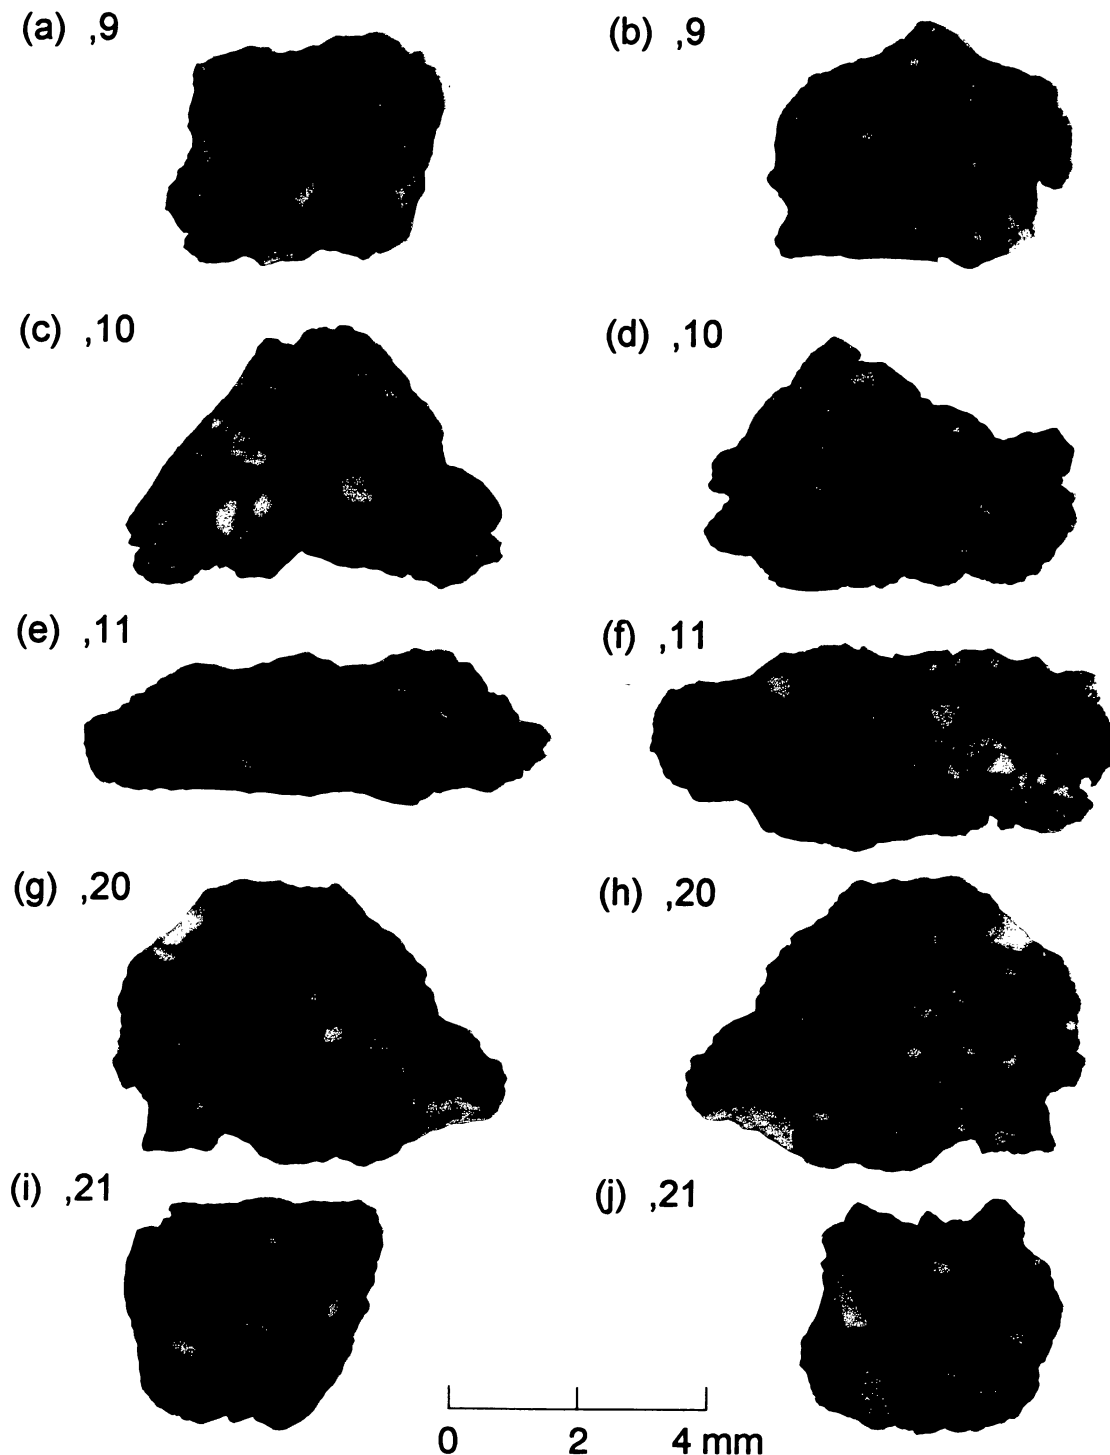 (a) ,9
(b) ,9
(c) ,10
(d) ,10
(e) ,11
(f) ,11
(g) ,20
(h) ,20
(i) ,21
(j) ,21
0 2 4 mm